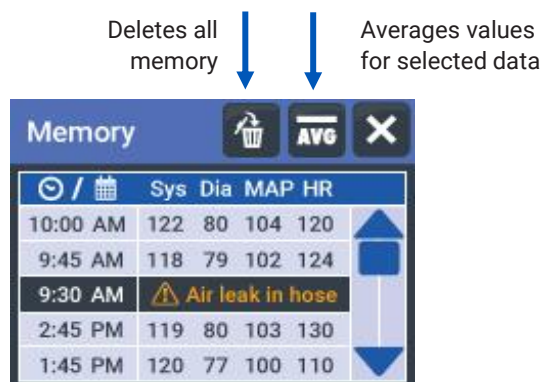 Deletes all
memory
Averages values
for selected data
Memory
AVG
/ Sys Dia MAP HR
10:00 AM 122 80 104 120
9:45 AM 118 79 102 124
9:30 AM Air leak in hose
2:45 PM 119 80 103 130
1:45 PM 120 77 100 110